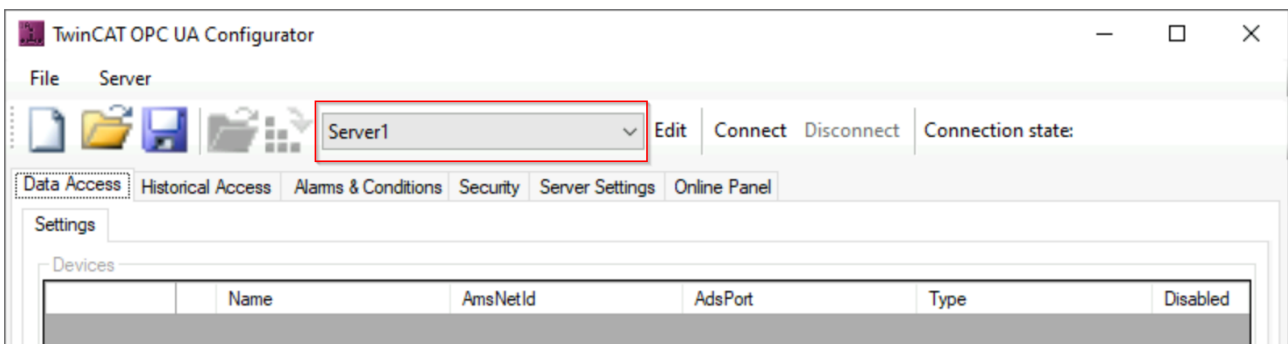 TwinCAT OPC UA Configurator
File Server
Server1 Edit Connect Disconnect Connection state:
Data Access Historical Access Alarms & Conditions Security Server Settings Online Panel
Settings
Devices
Name AmsNetId AdsPort Type Disabled